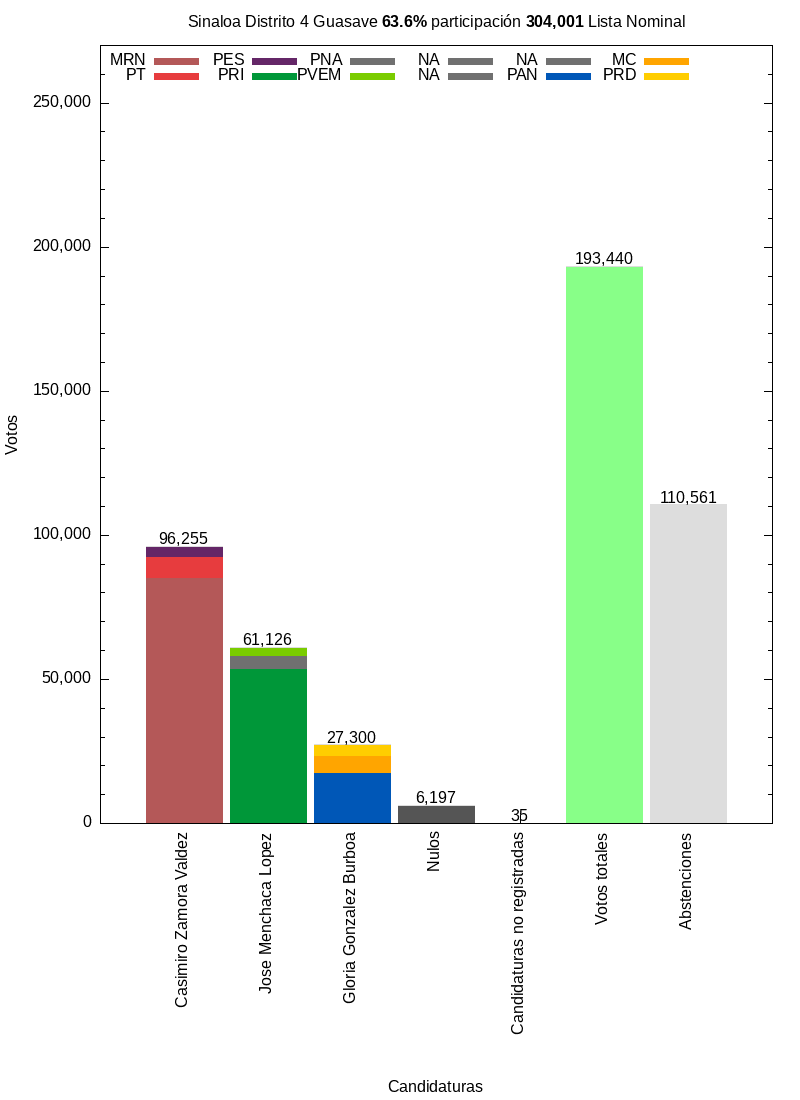 Sinaloa Distrito 4 Guasave 63.6% participación 304,001 Lista Nominal
MRN PES PNA NA NA MC
PT PRI PVEM NA PAN PRD
250,000
200,000
150,000
100,000
50,000
0
Votos
96,255
61,126
27,300
6,197
35
193,440
110,561
Casimiro Zamora Valdez
Jose Menchaca Lopez
Gloria Gonzalez Burboa
Nulos
Candidaturas no registradas
Votos totales
Abstenciones
Candidaturas